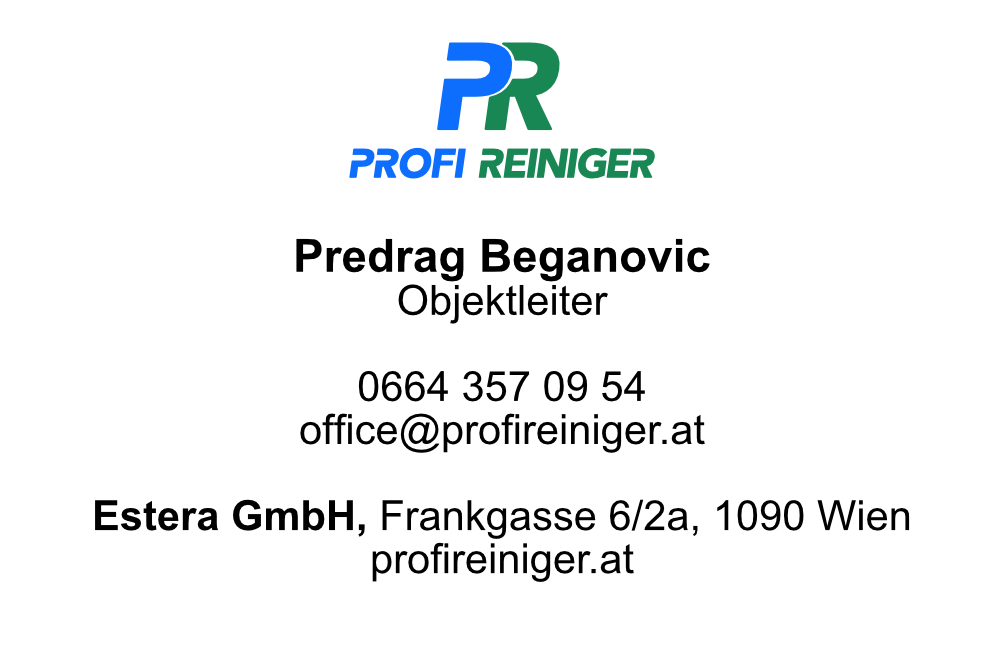 PR
PROFI REINIGER
Predrag Beganovic
Objektleiter
0664 357 09 54
office@profireiniger.at
Estera GmbH, Frankgasse 6/2a, 1090 Wien
profireiniger.at